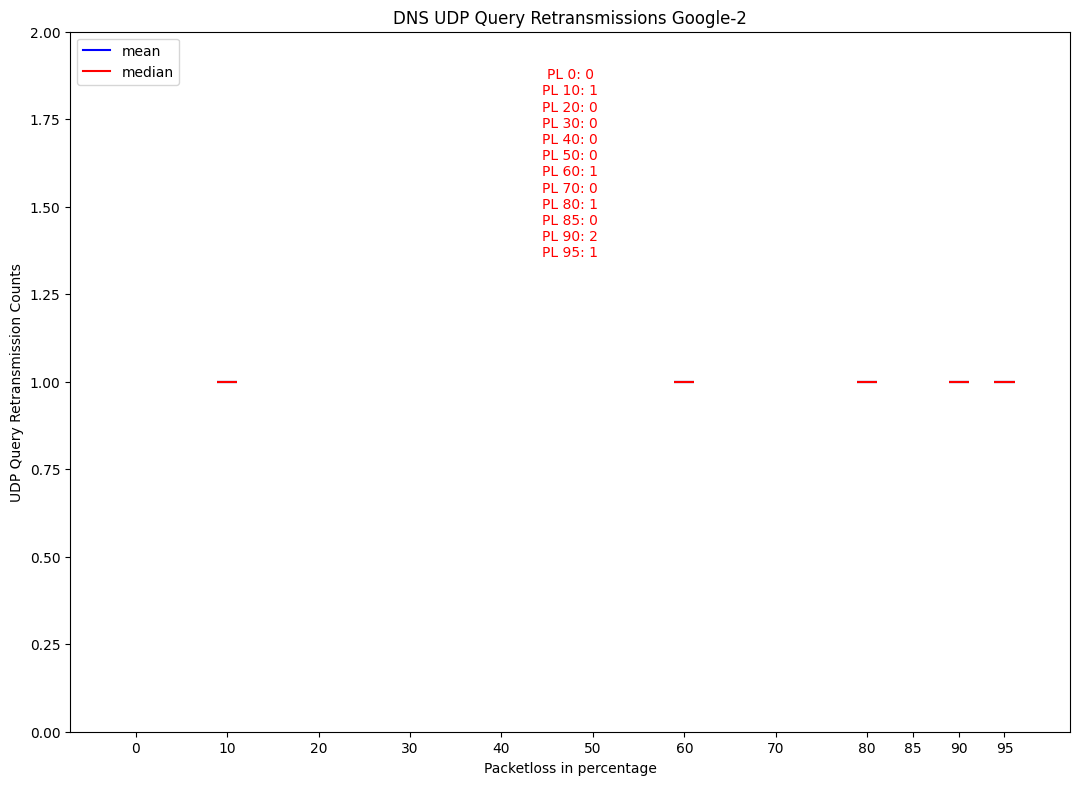 DNS UDP Query Retransmissions Google-2
mean
median
PL 0: 0
PL 10: 1
PL 20: 0
PL 30: 0
PL 40: 0
PL 50: 0
PL 60: 1
PL 70: 0
PL 80: 1
PL 85: 0
PL 90: 2
PL 95: 1
UDP Query Retransmission Counts
2.00
1.75
1.50
1.25
1.00
0.75
0.50
0.25
0.00
0 10 20 30 40 50 60 70 80 85 90 95
Packetloss in percentage